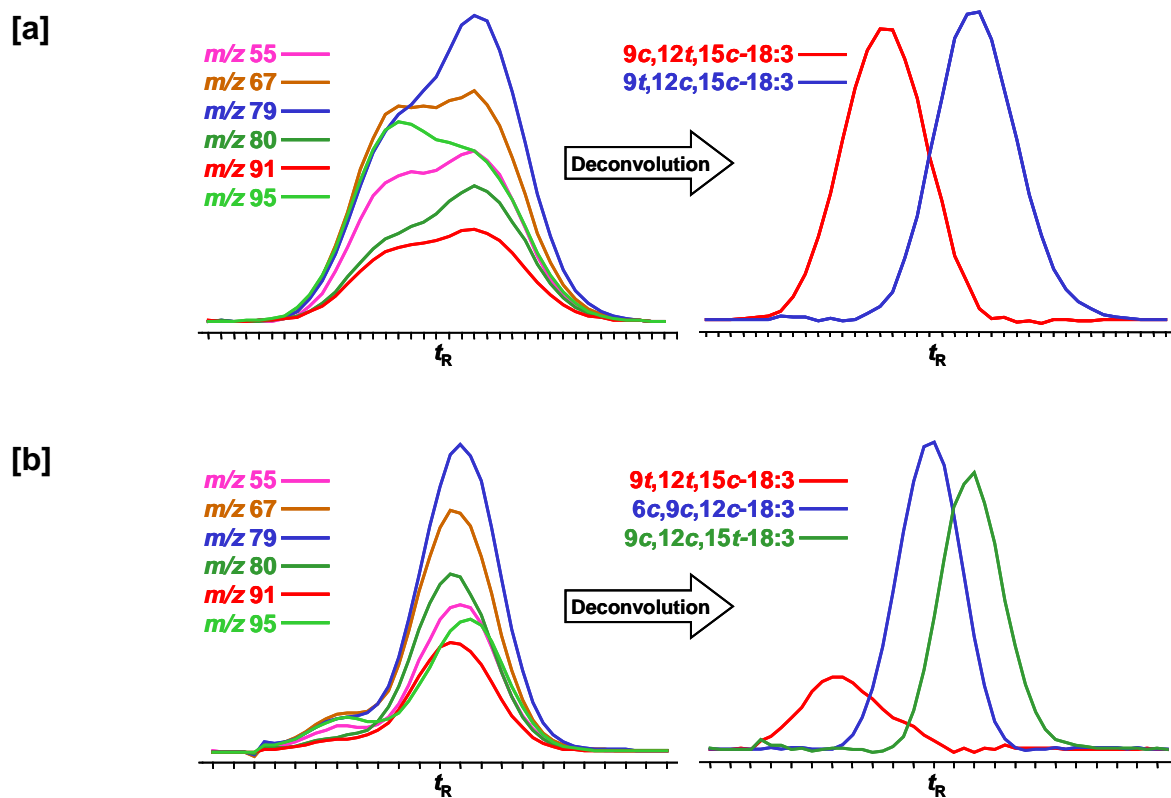 [a]
m/z 55
m/z 67
m/z 79
m/z 80
m/z 91
m/z 95
tR
Deconvolution
9c,12t,15c-18:3
9t,12c,15c-18:3
tR
[b]
m/z 55
m/z 67
m/z 79
m/z 80
m/z 91
m/z 95
tR
Deconvolution
9t,12t,15c-18:3
6c,9c,12c-18:3
9c,12c,15t-18:3
tR